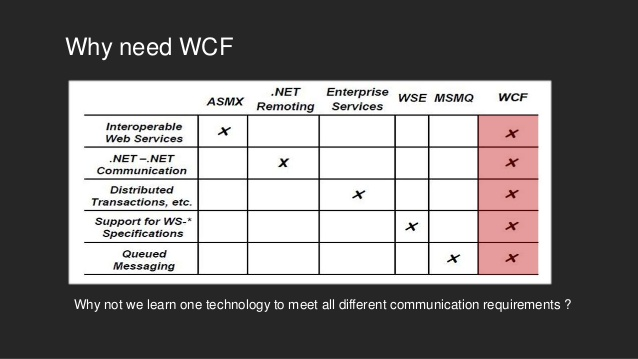 Why need WCF
ASMX .NET Remoting Enterprise Services WSE MSMQ WCF
Interoperable
Web Services x x
.NET –.NET
Communication x x
Distributed
Transactions, etc. x x
Support for WS-*
Specifications x x
Queued
Messaging x x
Why not we learn one technology to meet all different communication requirements ?